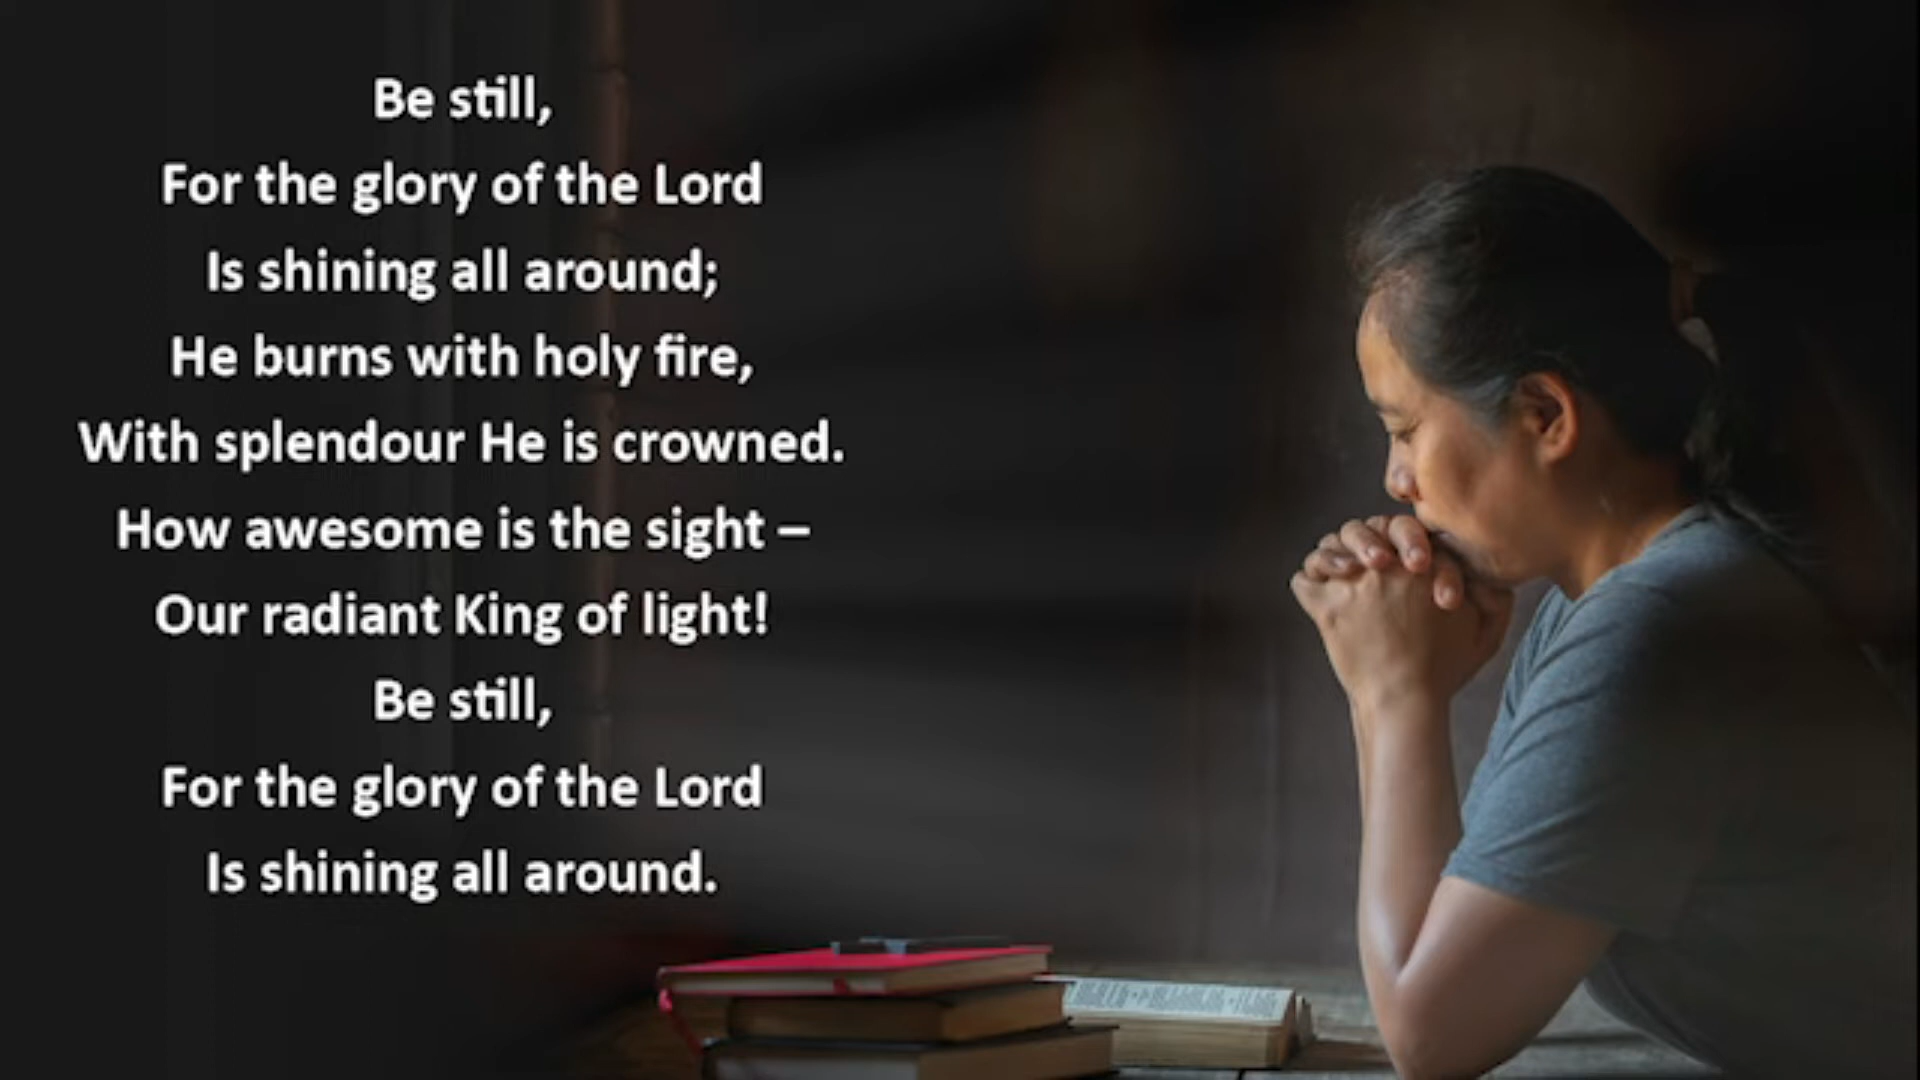 Be still,
For the glory of the Lord
Is shining all around;
He burns with holy fire,
With splendour He is crowned.
How awesome is the sight –
Our radiant King of light!
Be still,
For the glory of the Lord
Is shining all around.